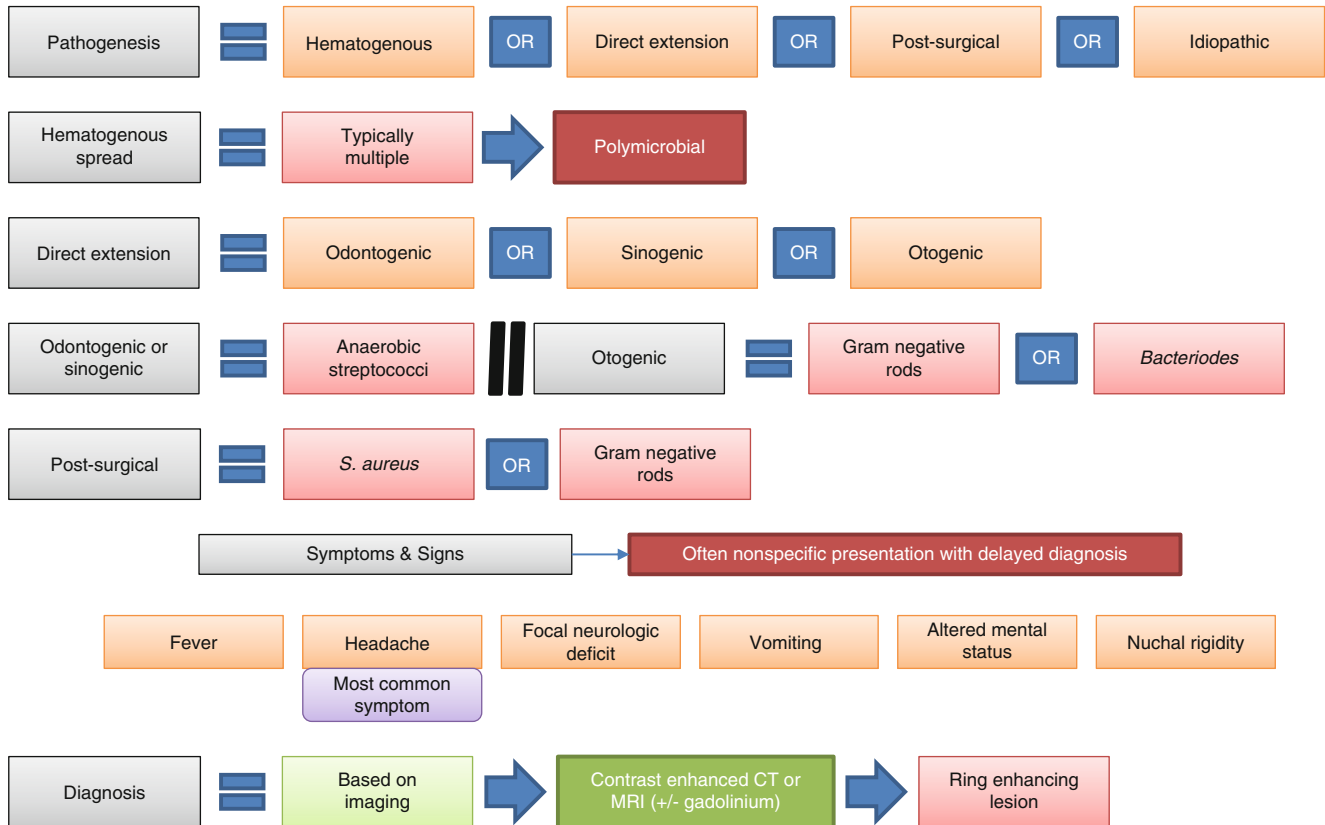 Pathogenesis
Hematogenous
OR
Direct extension
OR
Post-surgical
OR
Idiopathic
Hematogenous
spread
Typically
multiple
Polymicrobial
Direct extension
Odontogenic
OR
Sinogenic
OR
Otogenic
Odontogenic or
sinogenic
Anaerobic
streptococci
Otogenic
Gram negative
rods
OR
Bacteriodes
Post-surgical
S. aureus
OR
Gram negative
rods
Symptoms & Signs
Often nonspecific presentation with delayed diagnosis
Fever
Headache
Most common
symptom
Focal neurologic
deficit
Vomiting
Altered mental
status
Nuchal rigidity
Diagnosis
Based on
imaging
Contrast enhanced CT or
MRI (+/- gadolinium)
Ring enhancing
lesion